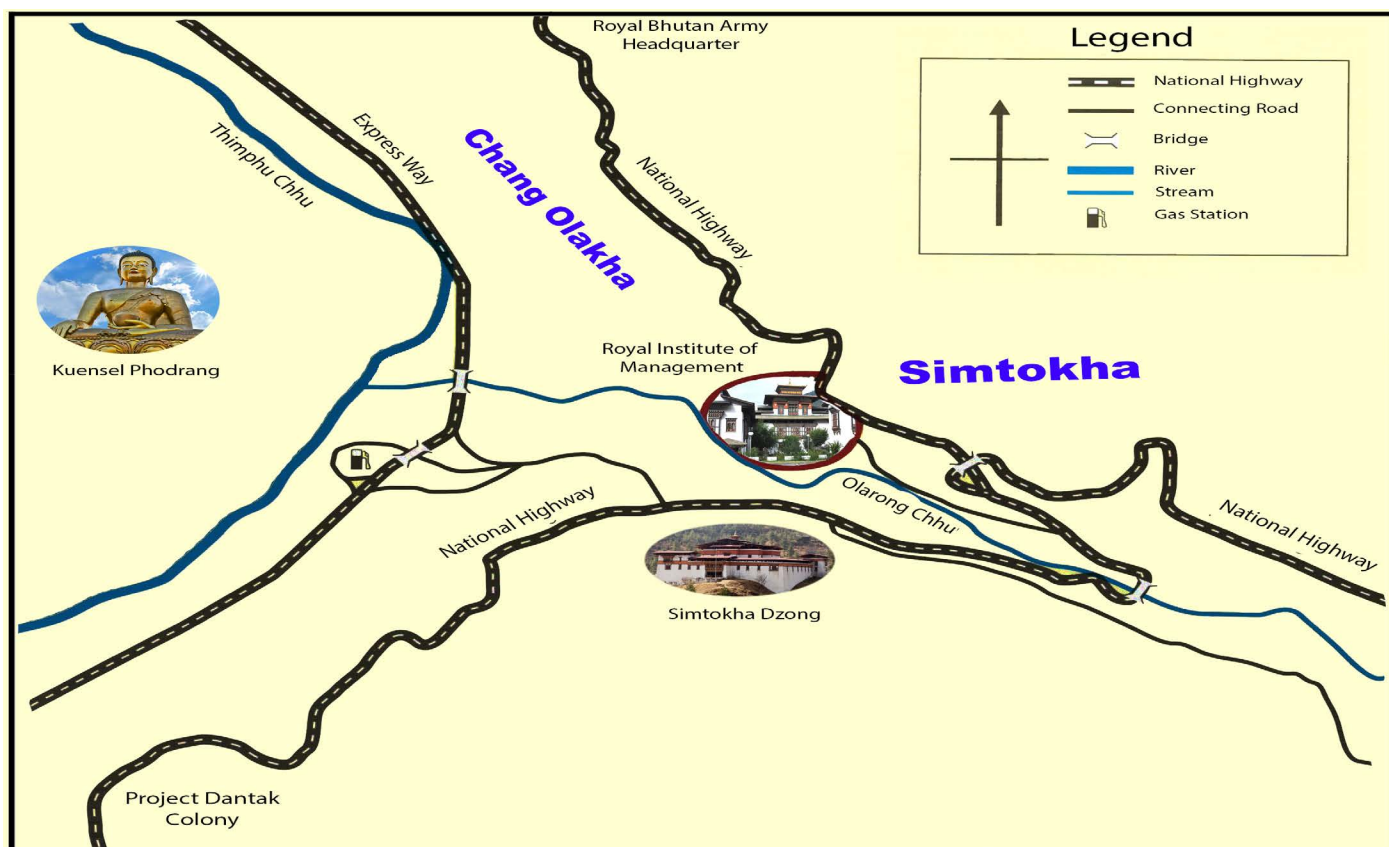 Royal Bhutan Army
Headquarter
Legend
National Highway
Connecting Road
Bridge
River
Stream
Gas Station
Thimphu Chhu
Express Way
Chang Olakha
National Highway
Kuensel Phodrang
Royal Institute of
Management
Simtokha
National Highway
Olarong Chhu
National Highway
Simtokha Dzong
Project Dantak
Colony